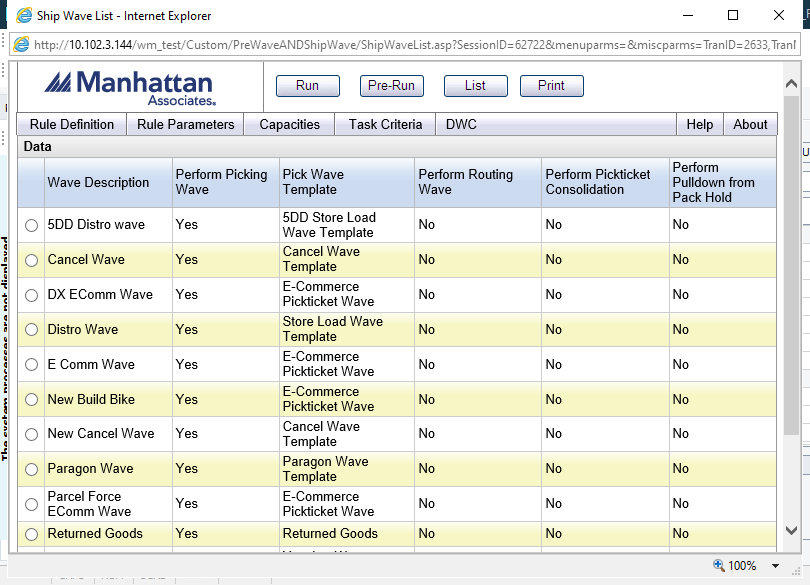 Ship Wave List - Internet Explorer
http://10.102.3.144/wm_test/Custom/PreWaveANDShipWave/ShipWaveList.asp?SessionID=62722&menuparms=&miscparms=TranID=2633,TranN
Manhattan
Associates.
Run Pre-Run List Print
Rule Definition Rule Parameters Capacities Task Criteria DWC Help About
Data
Wave Description Perform Picking Wave Pick Wave Template Perform Routing Wave Perform Pickticket Consolidation Perform Pulldown from Pack Hold
5DD Distro wave Yes 5DD Store Load Wave Template No No No
Cancel Wave Yes Cancel Wave Template No No No
DX EComm Wave Yes E-Commerce Pickticket Wave No No No
Distro Wave Yes Store Load Wave Template No No No
E Comm Wave Yes E-Commerce Pickticket Wave No No No
New Build Bike Yes E-Commerce Pickticket Wave No No No
New Cancel Wave Yes Cancel Wave Template No No No
Paragon Wave Yes Paragon Wave Template No No No
Parcel Force EComm Wave Yes E-Commerce Pickticket Wave No No No
Returned Goods Yes Returned Goods No No No
100%
The system processes are not displayed